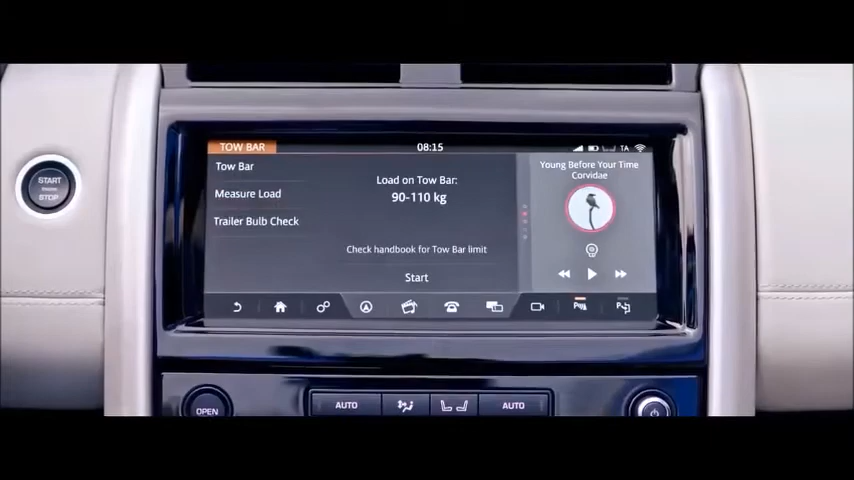 TOW BAR
08:15
TA
Tow Bar
Measure Load
Trailer Bulb Check
Load on Tow Bar:
90-110 kg
Check handbook for Tow Bar limit
Start
Young Before Your Time
Corvidae
START
STOP
OPEN
AUTO
AUTO